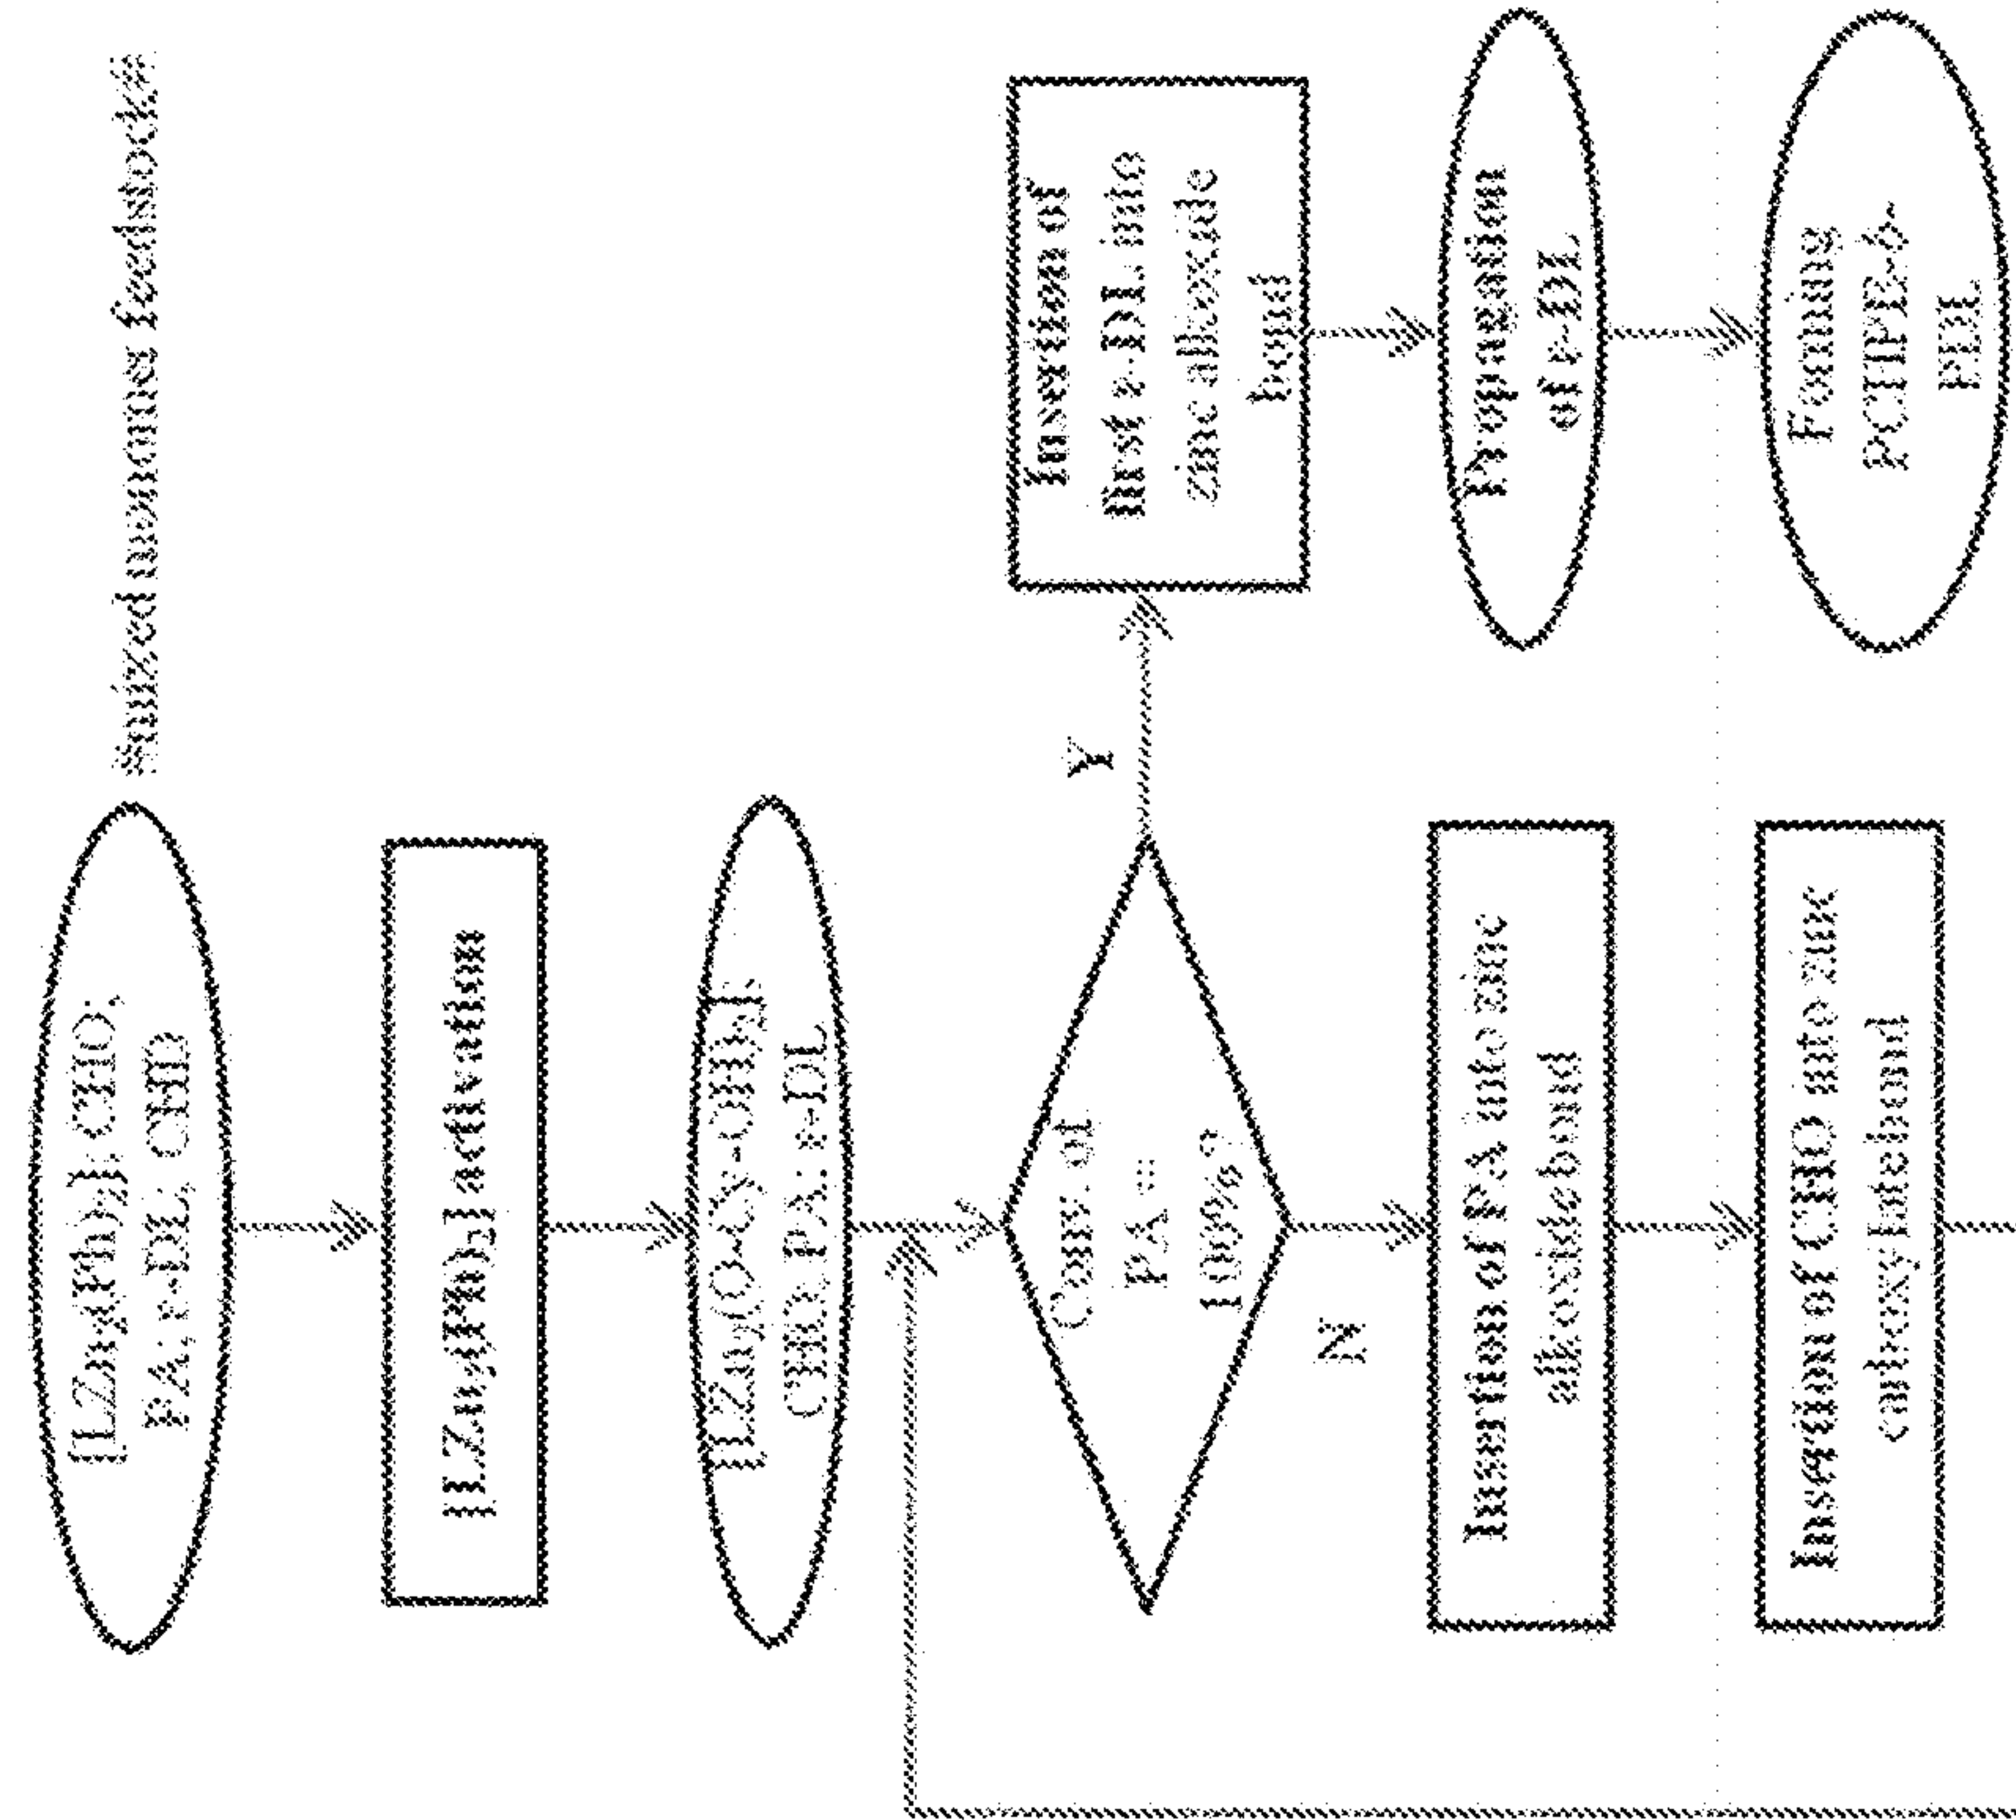 [LZn₂(Ph)₂]; CHO;
PA; ε-DL; CHD
#mixed monomer feedstock#
[LZn₂(Ph)₂] activation
[LZn₂(O-Cy-OH)₂];
CHO; PA; ε-DL
Conv. of
PA =
100% ?
Y
N
Insertion of
first ε-DL into
zinc alkoxide
bond
Propagation
of ε-DL
Forming
PCHPE-b-
PDL
Insertion of PA into zinc
alkoxide bond
Insertion of CHO into zinc
carboxylate bond